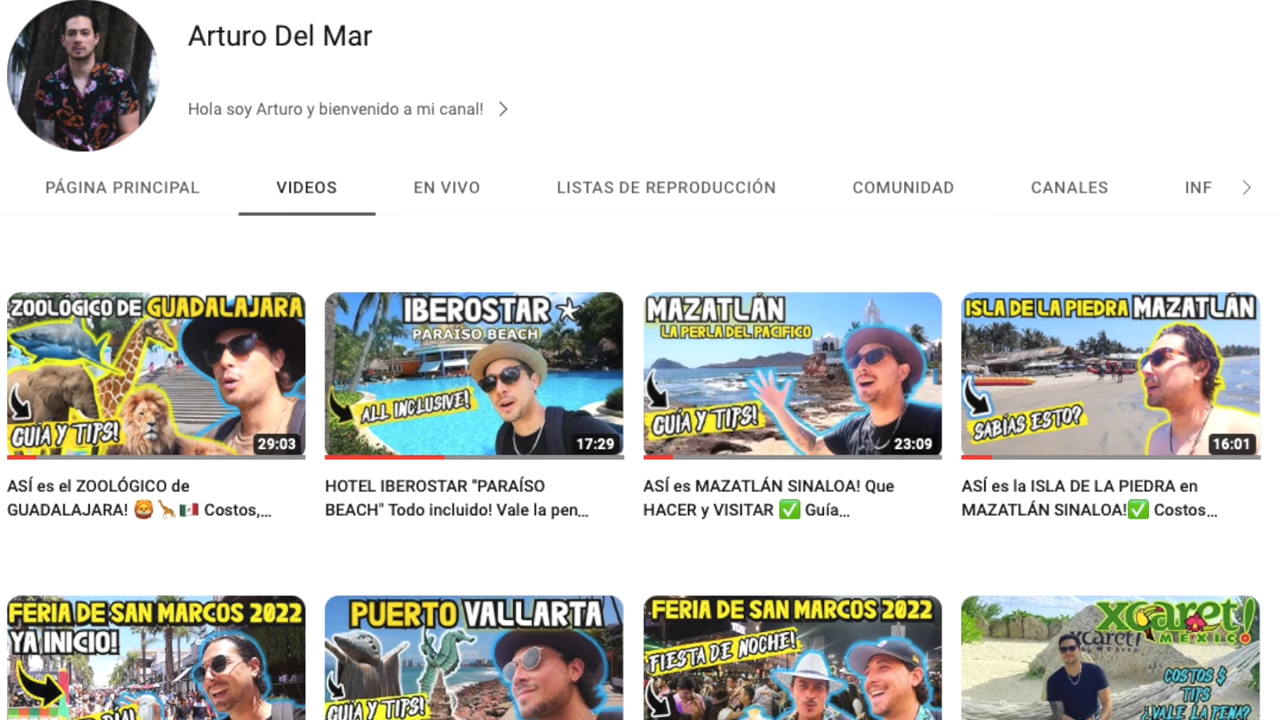 Arturo Del Mar
Hola soy Arturo y bienvenido a mi canal!
PÁGINA PRINCIPAL
VIDEOS
EN VIVO
LISTAS DE REPRODUCCIÓN
COMUNIDAD
CANALES
INF
ZOOLÓGICO DE GUADALAJARA
GUÍA Y TIPS!
29:03
IBEROSTAR
PARAÍSO BEACH
ALL INCLUSIVE!
17:29
MAZATLÁN
LA PERLA DEL PACIFICO
GUÍA Y TIPS!
23:09
ISLA DE LA PIEDRA MAZATLÁN
SABÍAS ESTO?
16:01
ASÍ es el ZOOLÓGICO de
GUADALAJARA! 🦁🦒🇲🇽 Costos,...
HOTEL IBEROSTAR "PARAÍSO
BEACH" Todo incluido! Vale la pen...
ASÍ es MAZATLÁN SINALOA! Que
HACER y VISITAR ✅ Guía...
ASÍ es la ISLA DE LA PIEDRA en
MAZATLÁN SINALOA!✅ Costos...
FERIA DE SAN MARCOS 2022
YA INICIO!
DÍA!
PUERTO VALLARTA
GUÍA Y TIPS!
FERIA DE SAN MARCOS 2022
FIESTA DE NOCHE!
xcaret!
MÉXICO
COSTOS $
TIPS
¿VALE LA PENA?